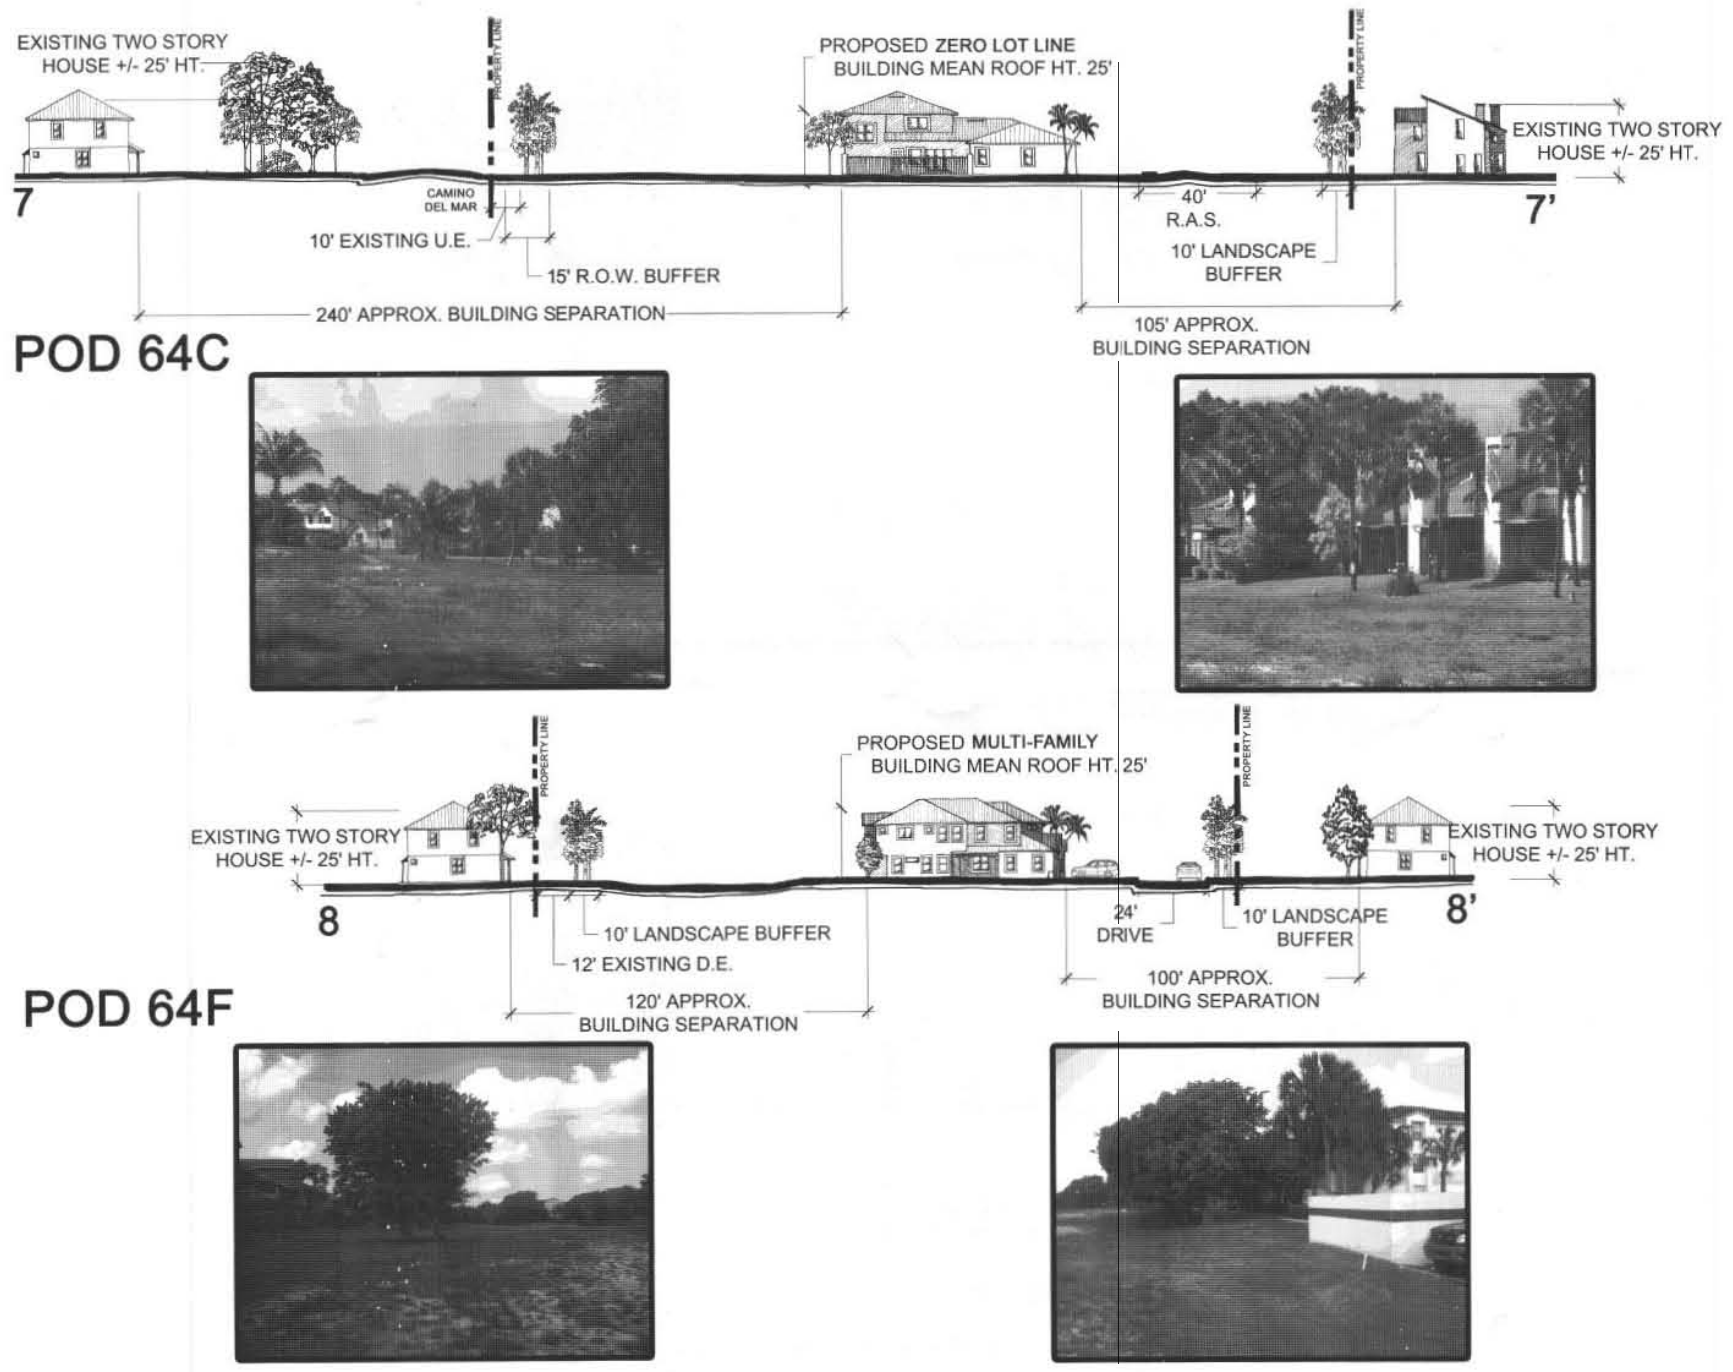 EXISTING TWO STORY
HOUSE +/- 25' HT.
PROPERTY LINE
PROPOSED ZERO LOT LINE
BUILDING MEAN ROOF HT. 25'
PROPERTY LINE
EXISTING TWO STORY
HOUSE +/- 25' HT.
7
CAMINO
DEL MAR
10' EXISTING U.E.
15' R.O.W. BUFFER
240' APPROX. BUILDING SEPARATION
40'
R.A.S.
10' LANDSCAPE
BUFFER
7'
105' APPROX.
BUILDING SEPARATION
POD 64C
PROPERTY LINE
PROPOSED MULTI-FAMILY
BUILDING MEAN ROOF HT. 25'
PROPERTY LINE
EXISTING TWO STORY
HOUSE +/- 25' HT.
EXISTING TWO STORY
HOUSE +/- 25' HT.
8
10' LANDSCAPE BUFFER
12' EXISTING D.E.
120' APPROX.
BUILDING SEPARATION
24'
DRIVE
10' LANDSCAPE
BUFFER
8'
100' APPROX.
BUILDING SEPARATION
POD 64F